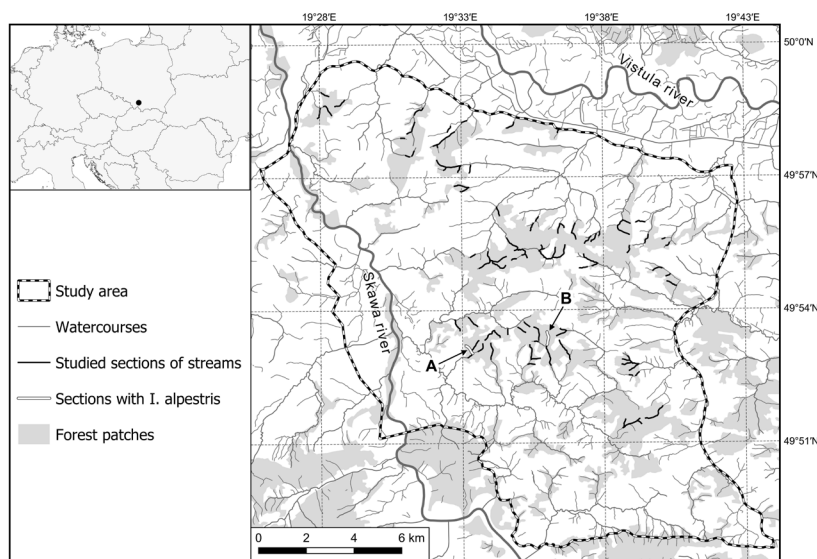 19°28'E 19°33'E 19°38'E 19°43'E
50°0'N
Vistula river
49°57'N
Skawa river
49°54'N
B
A
49°51'N
Study area
Watercourses
Studied sections of streams
Sections with I. alpestris
Forest patches
0 2 4 6 km